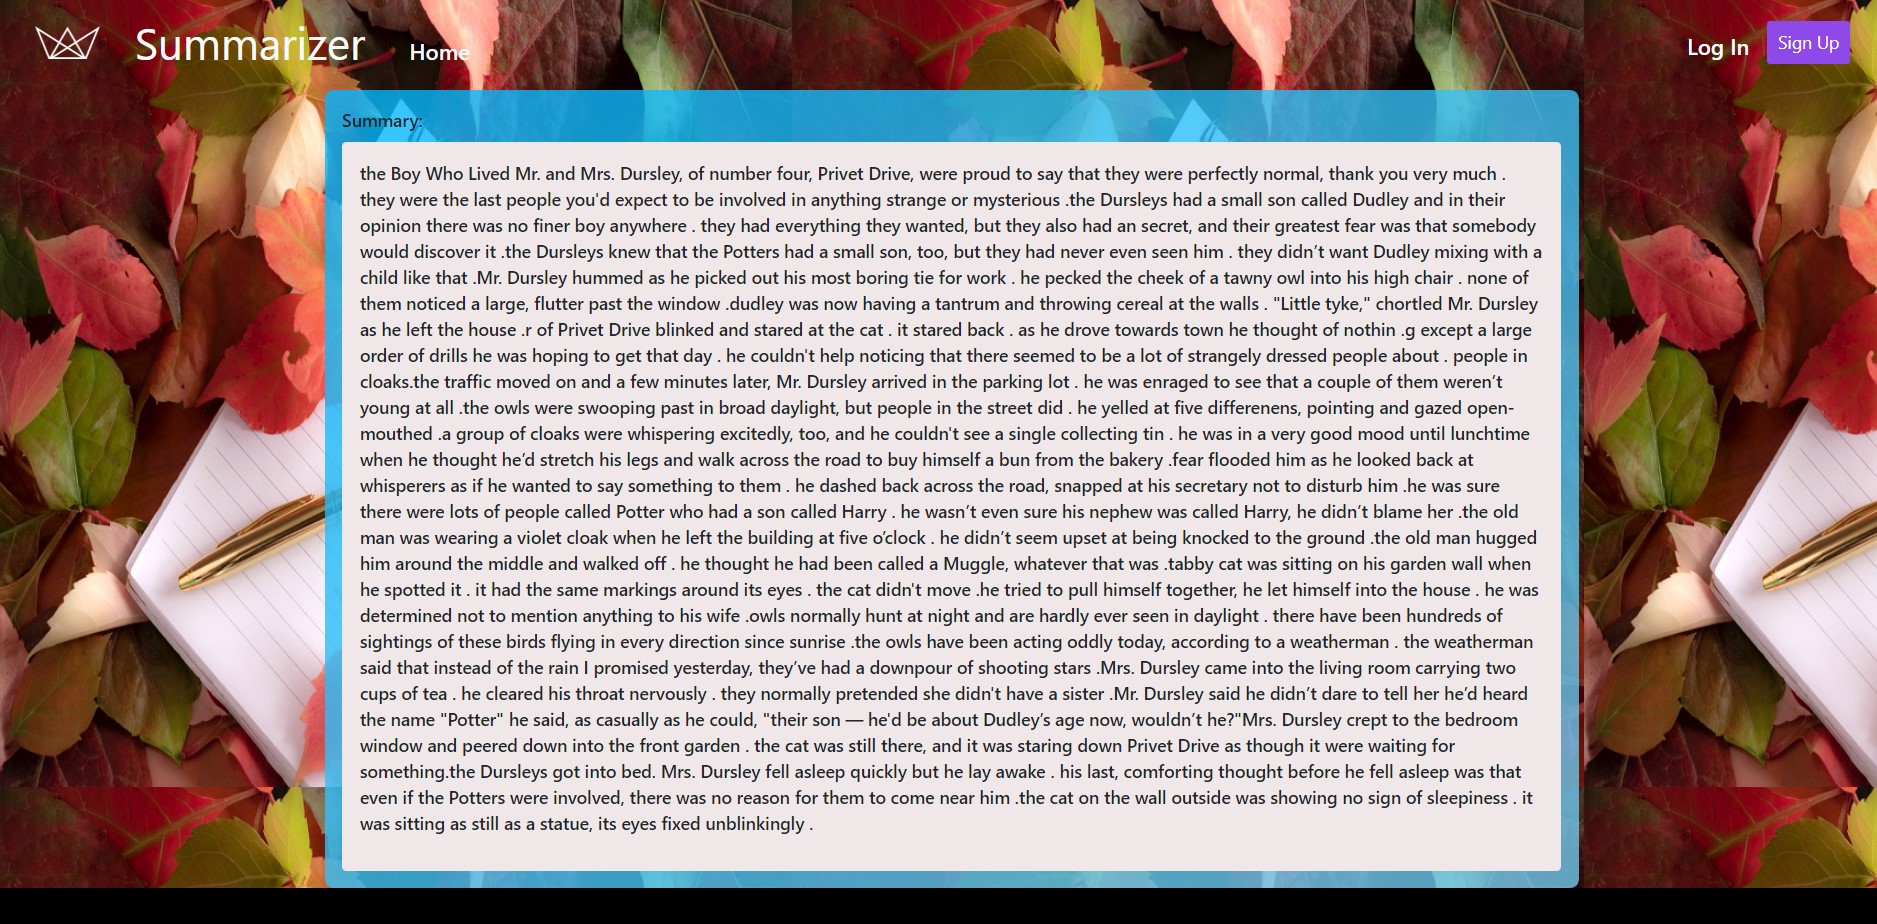 Summarizer Home Log In Sign Up
Summary:
the Boy Who Lived Mr. and Mrs. Dursley, of number four, Privet Drive, were proud to say that they were perfectly normal, thank you very much .
they were the last people you'd expect to be involved in anything strange or mysterious .the Dursleys had a small son called Dudley and in their
opinion there was no finer boy anywhere . they had everything they wanted, but they also had an secret, and their greatest fear was that somebody
would discover it .the Dursleys knew that the Potters had a small son, too, but they had never even seen him . they didn’t want Dudley mixing with a
child like that .Mr. Dursley hummed as he picked out his most boring tie for work . he pecked the cheek of a tawny owl into his high chair . none of
them noticed a large, flutter past the window .dudley was now having a tantrum and throwing cereal at the walls . "Little tyke," chortled Mr. Dursley
as he left the house .r of Privet Drive blinked and stared at the cat . it stared back . as he drove towards town he thought of nothin .g except a large
order of drills he was hoping to get that day . he couldn't help noticing that there seemed to be a lot of strangely dressed people about . people in
cloaks.the traffic moved on and a few minutes later, Mr. Dursley arrived in the parking lot . he was enraged to see that a couple of them weren’t
young at all .the owls were swooping past in broad daylight, but people in the street did . he yelled at five differenens, pointing and gazed open-
mouthed .a group of cloaks were whispering excitedly, too, and he couldn't see a single collecting tin . he was in a very good mood until lunchtime
when he thought he’d stretch his legs and walk across the road to buy himself a bun from the bakery .fear flooded him as he looked back at
whisperers as if he wanted to say something to them . he dashed back across the road, snapped at his secretary not to disturb him .he was sure
there were lots of people called Potter who had a son called Harry . he wasn’t even sure his nephew was called Harry, he didn’t blame her .the old
man was wearing a violet cloak when he left the building at five o’clock . he didn’t seem upset at being knocked to the ground .the old man hugged
him around the middle and walked off . he thought he had been called a Muggle, whatever that was .tabby cat was sitting on his garden wall when
he spotted it . it had the same markings around its eyes . the cat didn't move .he tried to pull himself together, he let himself into the house . he was
determined not to mention anything to his wife .owls normally hunt at night and are hardly ever seen in daylight . there have been hundreds of
sightings of these birds flying in every direction since sunrise .the owls have been acting oddly today, according to a weatherman . the weatherman
said that instead of the rain I promised yesterday, they’ve had a downpour of shooting stars .Mrs. Dursley came into the living room carrying two
cups of tea . he cleared his throat nervously . they normally pretended she didn't have a sister .Mr. Dursley said he didn’t dare to tell her he’d heard
the name "Potter" he said, as casually as he could, "their son — he'd be about Dudley’s age now, wouldn’t he?"Mrs. Dursley crept to the bedroom
window and peered down into the front garden . the cat was still there, and it was staring down Privet Drive as though it were waiting for
something.the Dursleys got into bed. Mrs. Dursley fell asleep quickly but he lay awake . his last, comforting thought before he fell asleep was that
even if the Potters were involved, there was no reason for them to come near him .the cat on the wall outside was showing no sign of sleepiness . it
was sitting as still as a statue, its eyes fixed unblinkingly .